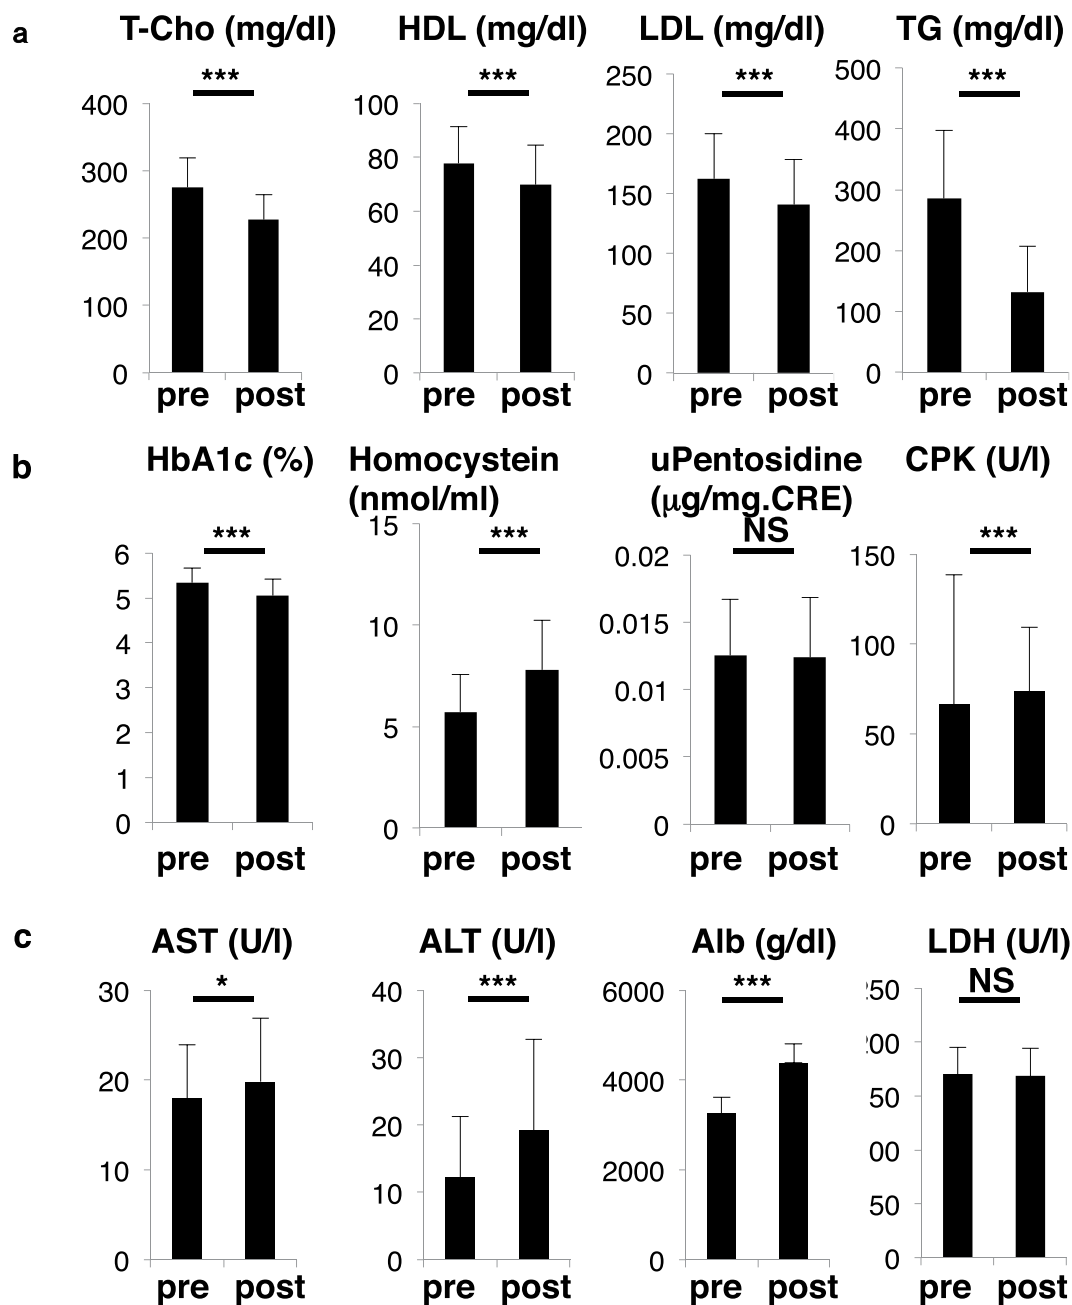 a
T-Cho (mg/dl) HDL (mg/dl) LDL (mg/dl) TG (mg/dl)
*** *** *** ***
400 300 200 100 0
100 80 60 40 20 0
250 200 150 100 50 0
500 400 300 200 100 0
pre post pre post pre post pre post
b
HbA1c (%) Homocystein uPentosidine CPK (U/l)
(nmol/ml) (μg/mg.CRE)
*** *** NS ***
6 5 4 3 2 1 0
15 10 5 0
0.02 0.015 0.01 0.005 0
150 100 50 0
pre post pre post pre post pre post
c
AST (U/l) ALT (U/l) Alb (g/dl) LDH (U/l)
* *** *** NS
30 20 10 0
40 30 20 10 0
6000 4000 2000 0
250 200 50 00 50 0
pre post pre post pre post pre post